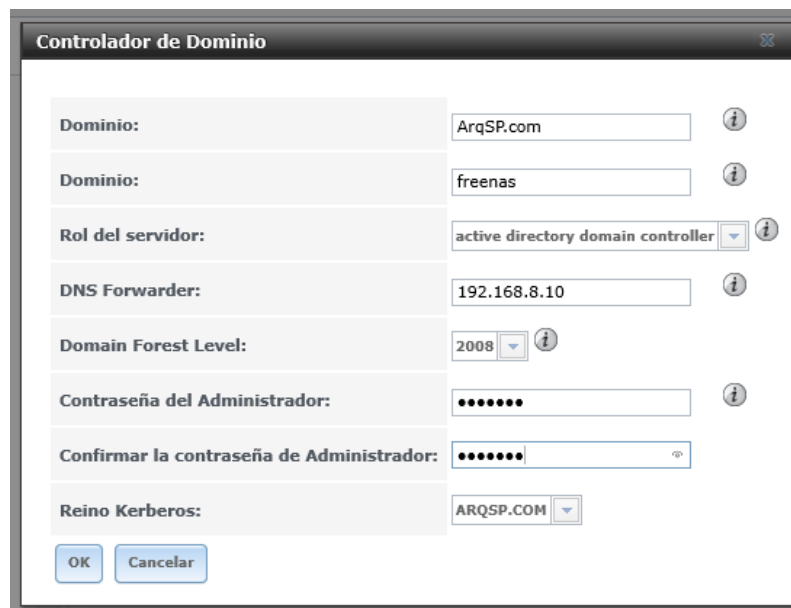 Controlador de Dominio
Dominio: ArqSP.com
Dominio: freenas
Rol del servidor: active directory domain controller
DNS Forwarder: 192.168.8.10
Domain Forest Level: 2008
Contraseña del Administrador: •••••••
Confirmar la contraseña de Administrador: •••••••
Reino Kerberos: ARQSP.COM
OK Cancelar